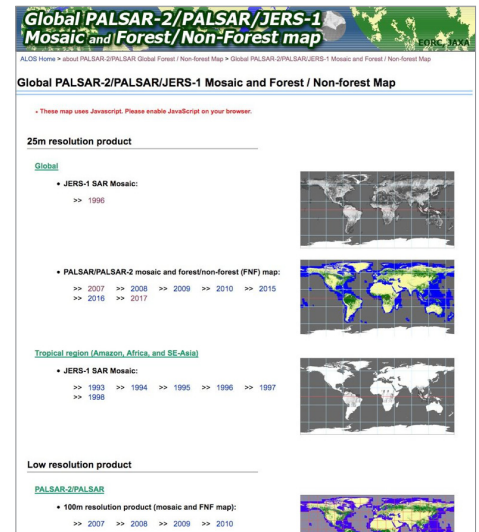 Global PALSAR-2/PALSAR/JERS-1
Mosaic and Forest/Non-Forest map
EORC, JAXA
ALOS Home > about PALSAR-2/PALSAR Global Forest / Non-forest Map > Global PALSAR-2/PALSAR/JERS-1 Mosaic and Forest / Non-forest Map
Global PALSAR-2/PALSAR/JERS-1 Mosaic and Forest / Non-forest Map
• These map uses Javascript. Please enable JavaScript on your browser.
25m resolution product
Global
• JERS-1 SAR Mosaic:
>> 1996
• PALSAR/PALSAR-2 mosaic and forest/non-forest (FNF) map:
>> 2007 >> 2008 >> 2009 >> 2010 >> 2015
>> 2016 >> 2017
Tropical region (Amazon, Africa, and SE-Asia)
• JERS-1 SAR Mosaic:
>> 1993 >> 1994 >> 1995 >> 1996 >> 1997
>> 1998
Low resolution product
PALSAR-2/PALSAR
• 100m resolution product (mosaic and FNF map):
>> 2007 >> 2008 >> 2009 >> 2010